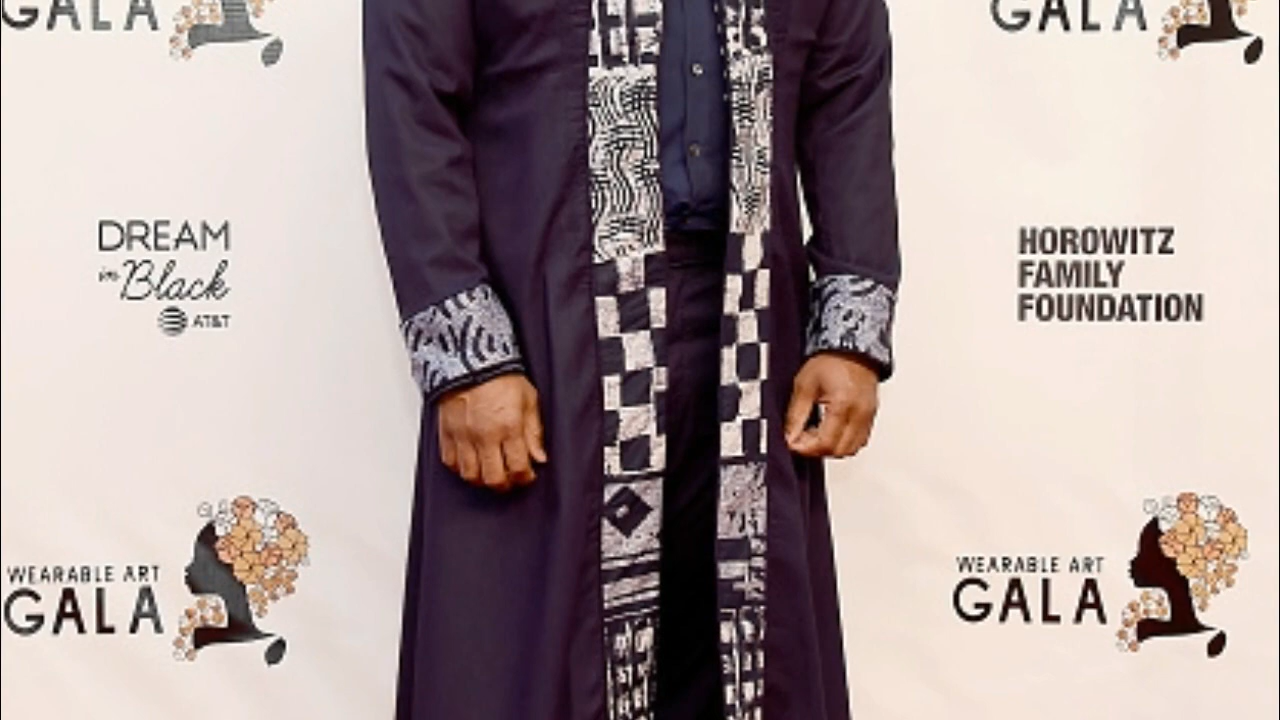 GALA
GALA
DREAM
in Black
AT&T
HOROWITZ
FAMILY
FOUNDATION
WEARABLE ART
GALA
WEARABLE ART
GALA